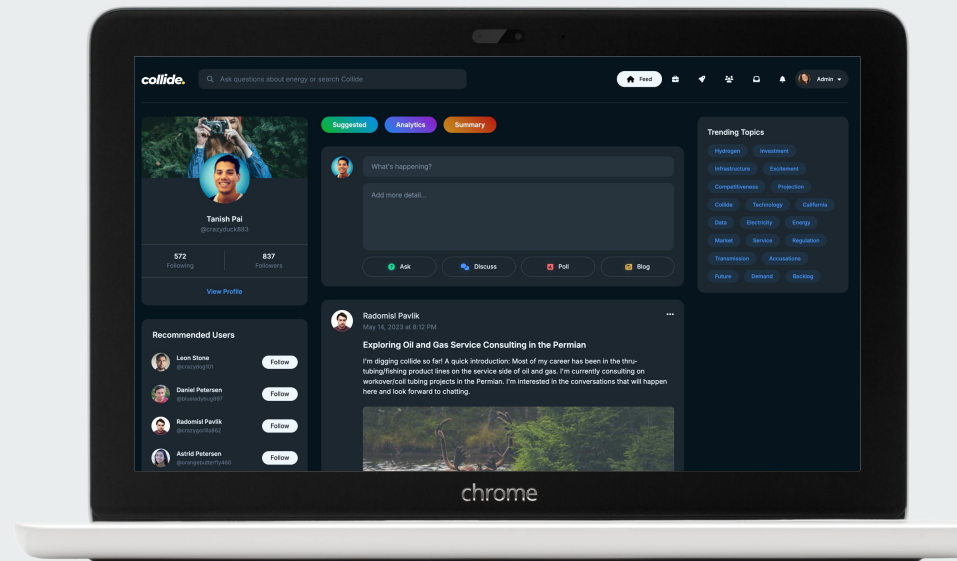 collide.
Ask questions about energy or search Collide
Feed
Admin
Tanish Pai
@crazyduck883
572
Following
837
Followers
View Profile
Recommended Users
Leon Stone
@crazydog101
Follow
Daniel Petersen
@blueladybug697
Follow
Radomisl Pavlik
@crazygorilla862
Follow
Astrid Petersen
@orangebutterfly460
Follow
Suggested
Analytics
Summary
What's happening?
Add more detail...
Ask
Discuss
Poll
Blog
Radomisl Pavlik
May 14, 2023 at 8:12 PM
Exploring Oil and Gas Service Consulting in the Permian
I'm digging collide so far! A quick introduction: Most of my career has been in the thru-
tubing/fishing product lines on the service side of oil and gas. I'm currently consulting on
workover/coil tubing projects in the Permian. I'm interested in the conversations that will happen
here and look forward to chatting.
Trending Topics
Hydrogen Investment
Infrastructure Excitement
Competitiveness Projection
Collide Technology California
Data Electricity Energy
Market Service Regulation
Transmission Accusations
Future Demand Backlog
chrome